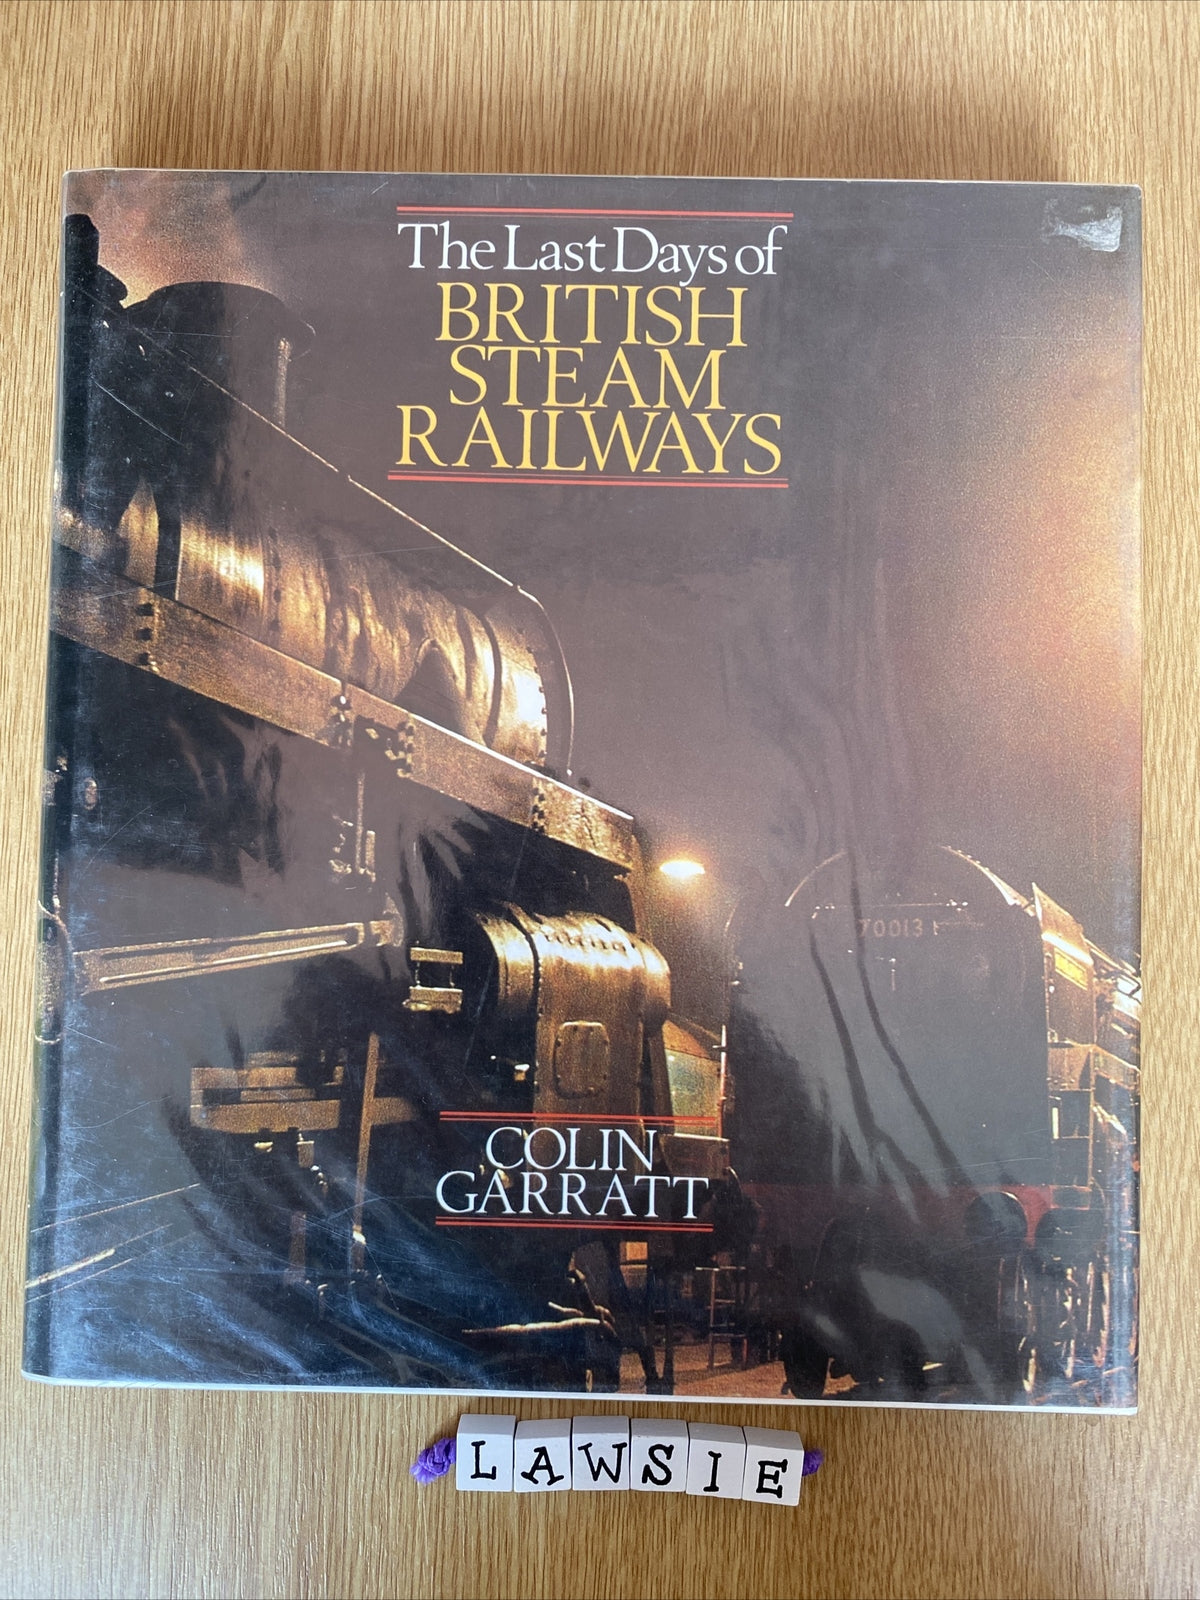 The Last Days of
BRITISH
STEAM
RAILWAYS
70013
COLIN
GARRATT
LAWSIE